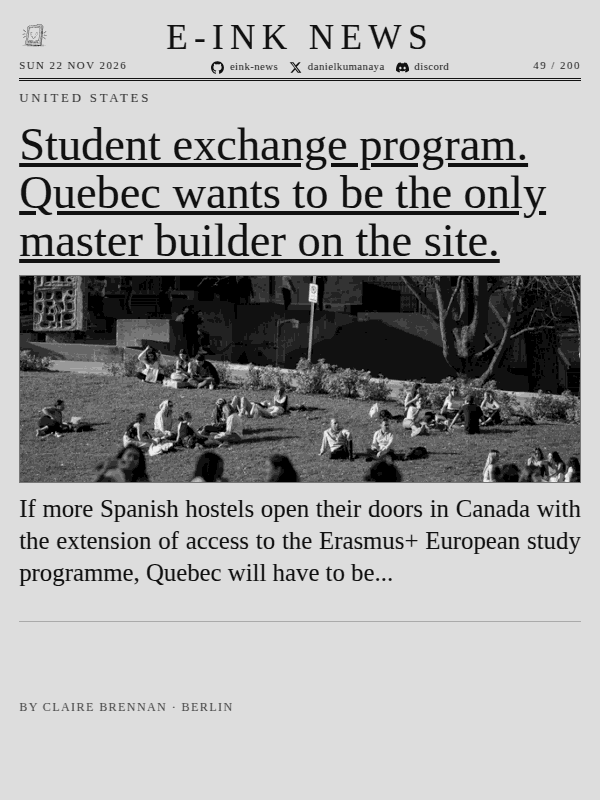 E-INK NEWS
SUN 22 NOV 2026
eink-news danielkumanaya discord
49 / 200
UNITED STATES
Student exchange program.
Quebec wants to be the only
master builder on the site.
If more Spanish hostels open their doors in Canada with
the extension of access to the Erasmus+ European study
programme, Quebec will have to be...
BY CLAIRE BRENNAN · BERLIN